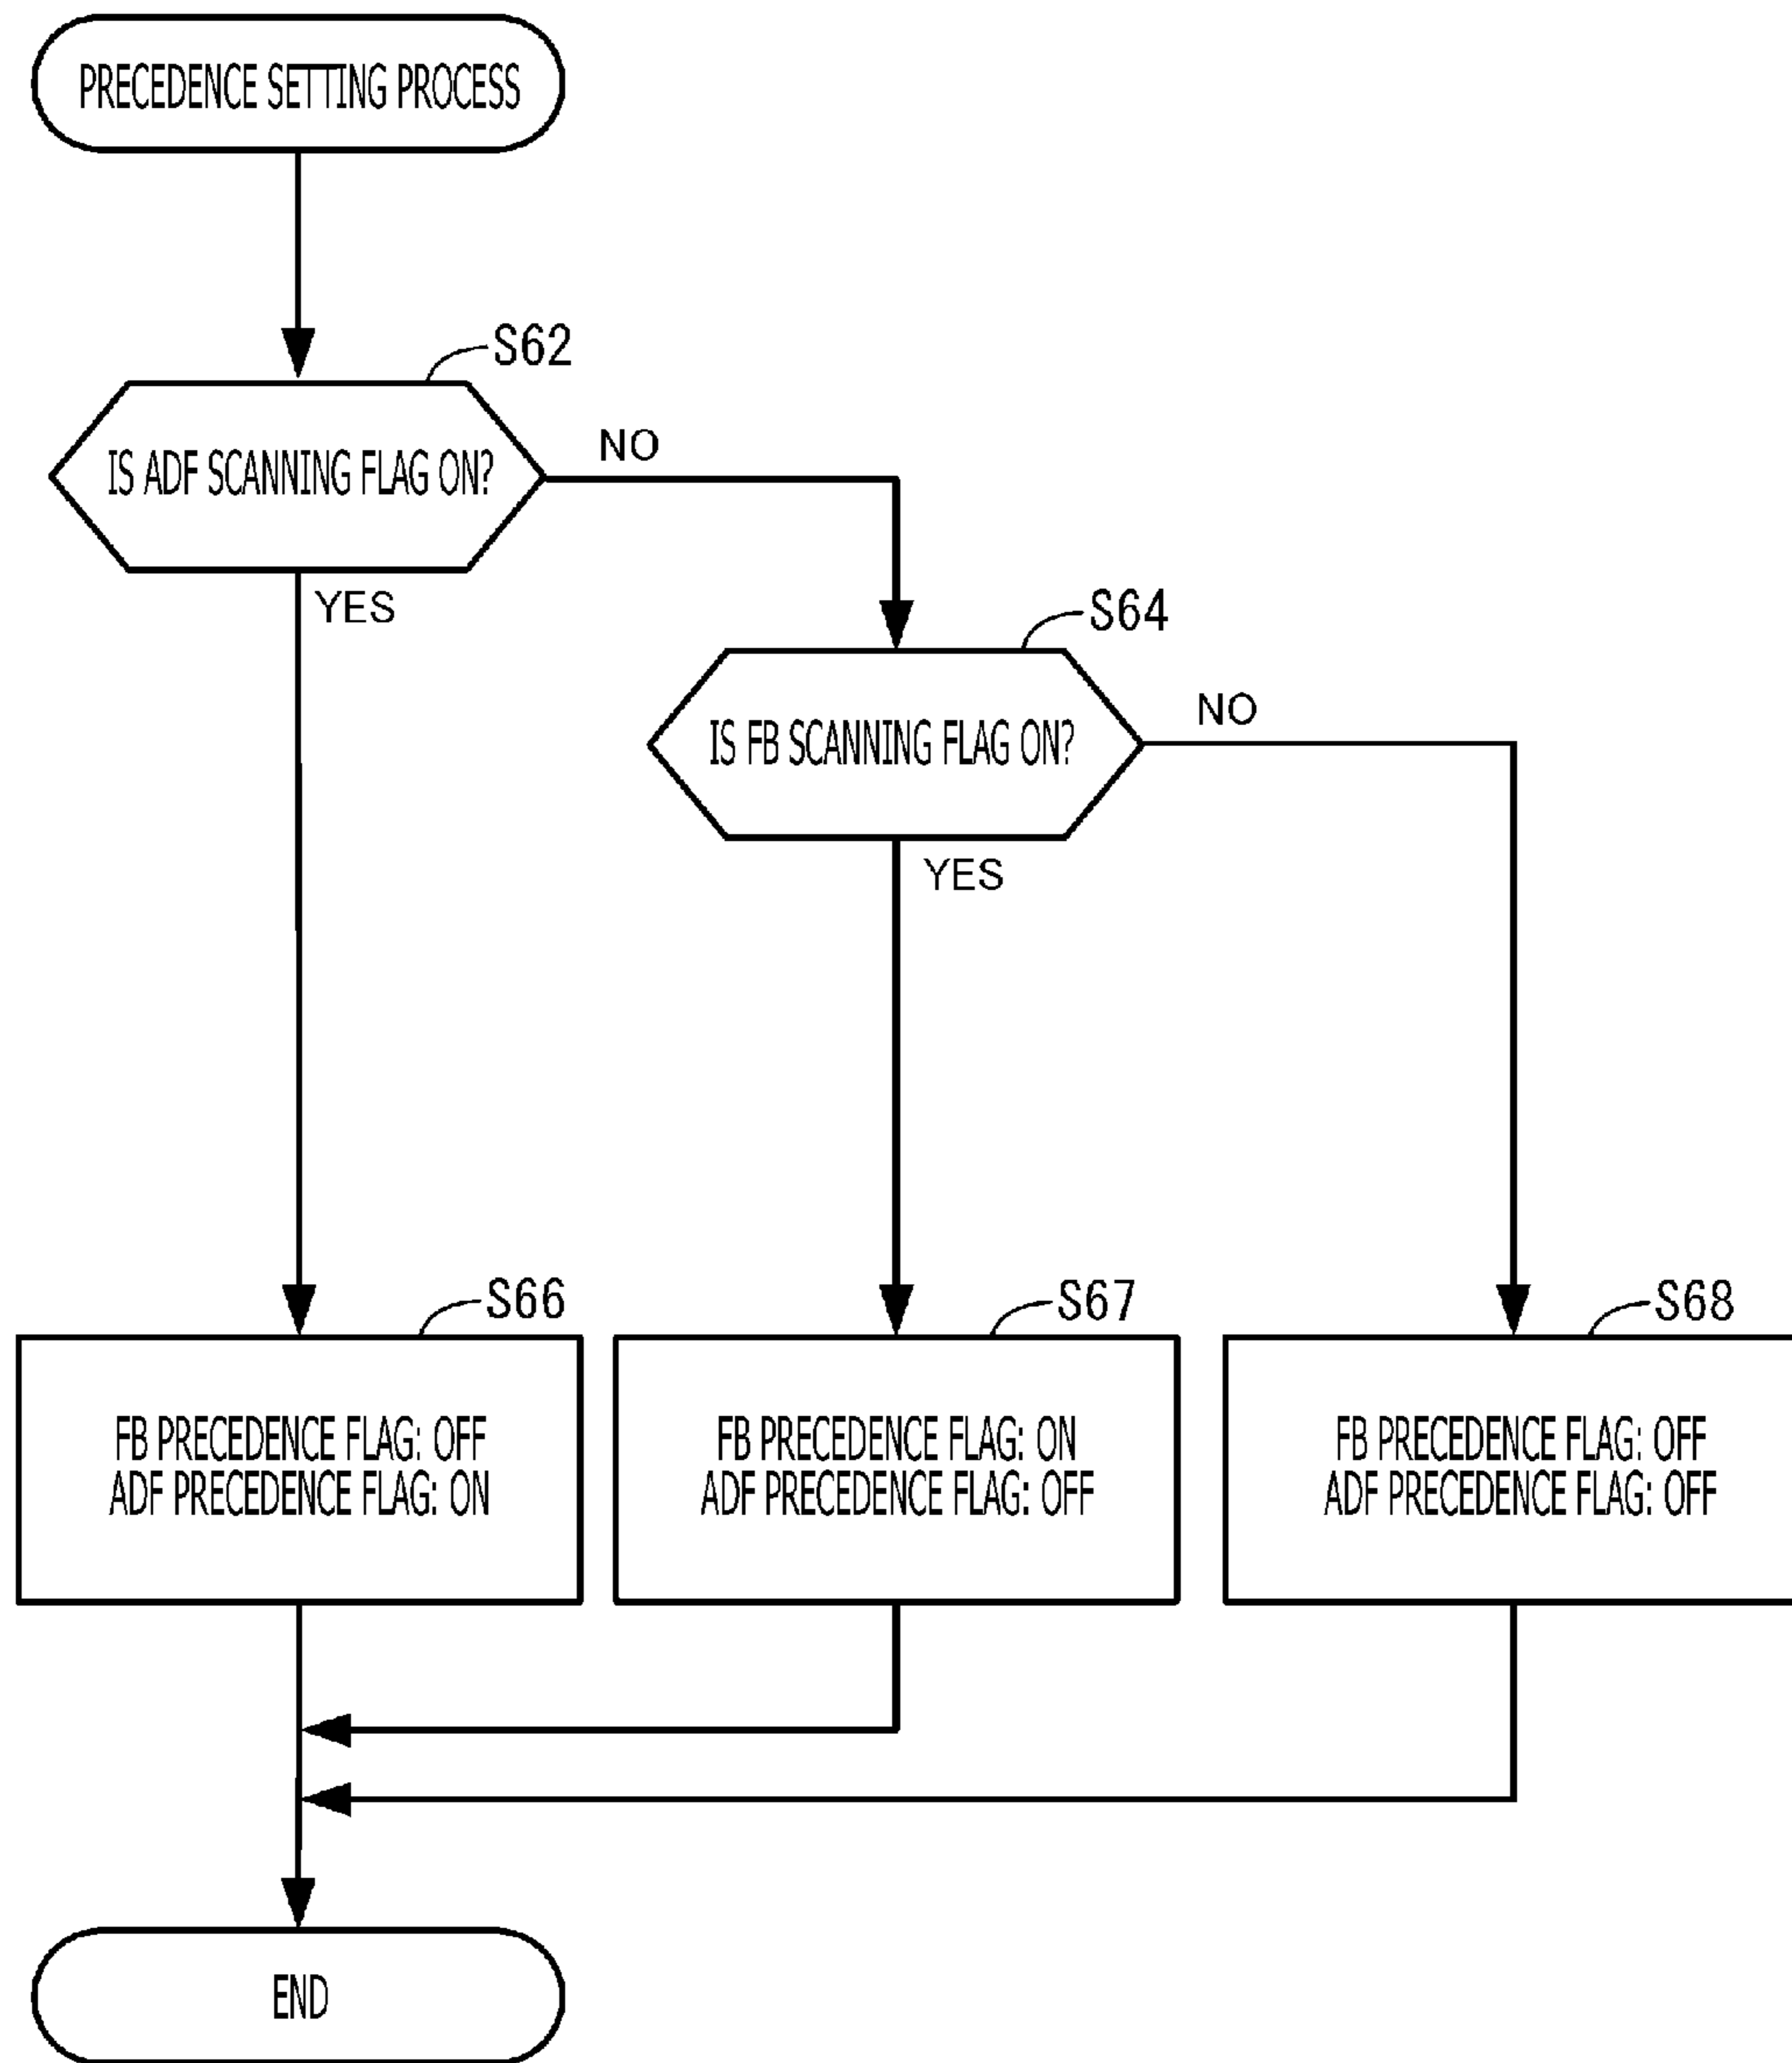 PRECEDENCE SETTING PROCESS
S62
IS ADF SCANNING FLAG ON?
NO
YES
S64
IS FB SCANNING FLAG ON?
NO
YES
S66
FB PRECEDENCE FLAG: OFF
ADF PRECEDENCE FLAG: ON
S67
FB PRECEDENCE FLAG: ON
ADF PRECEDENCE FLAG: OFF
S68
FB PRECEDENCE FLAG: OFF
ADF PRECEDENCE FLAG: OFF
END